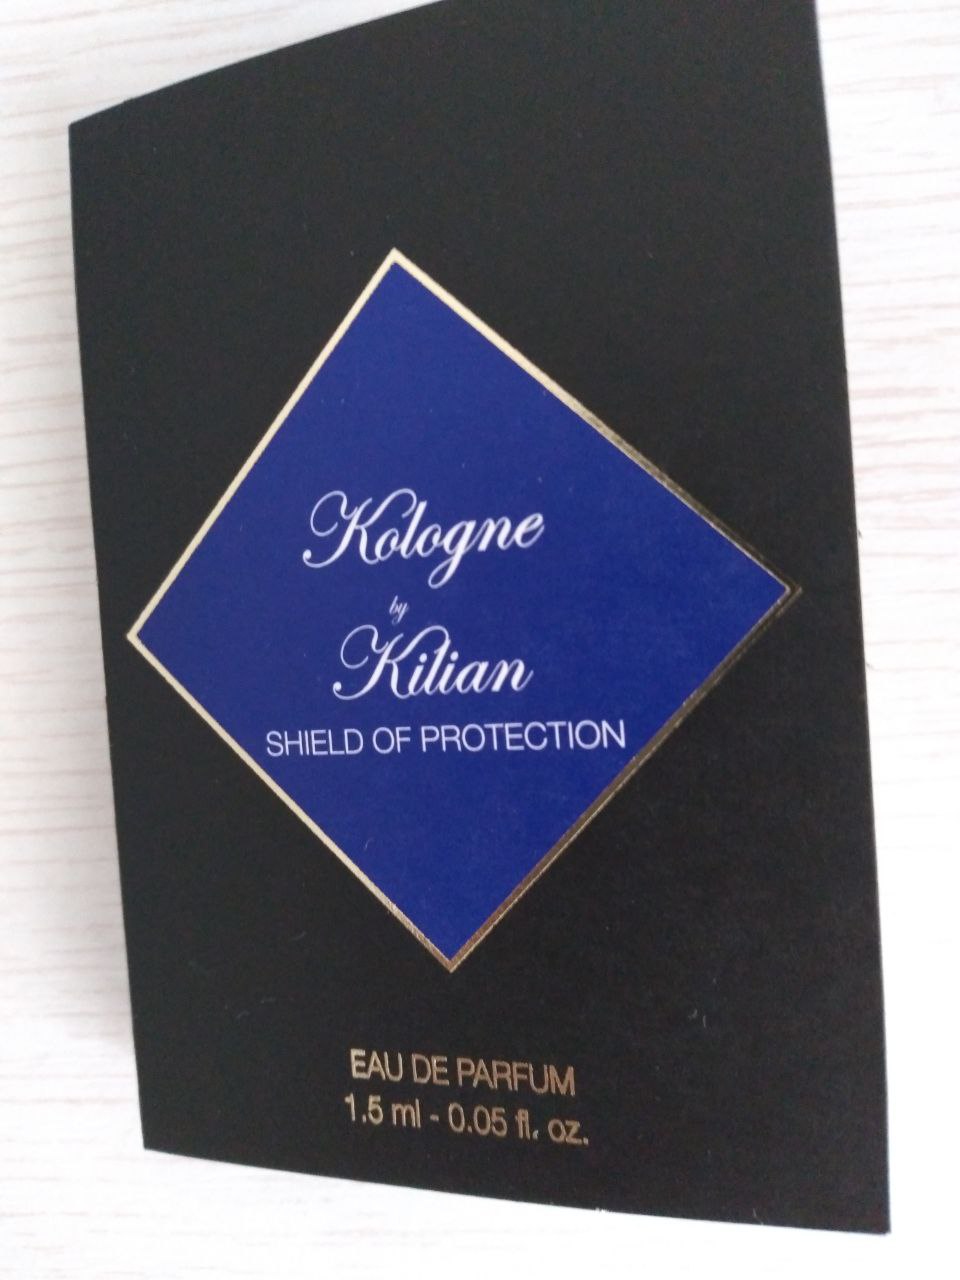 Kologne
by
Kilian
SHIELD OF PROTECTION
EAU DE PARFUM
1.5 ml - 0.05 fl. oz.